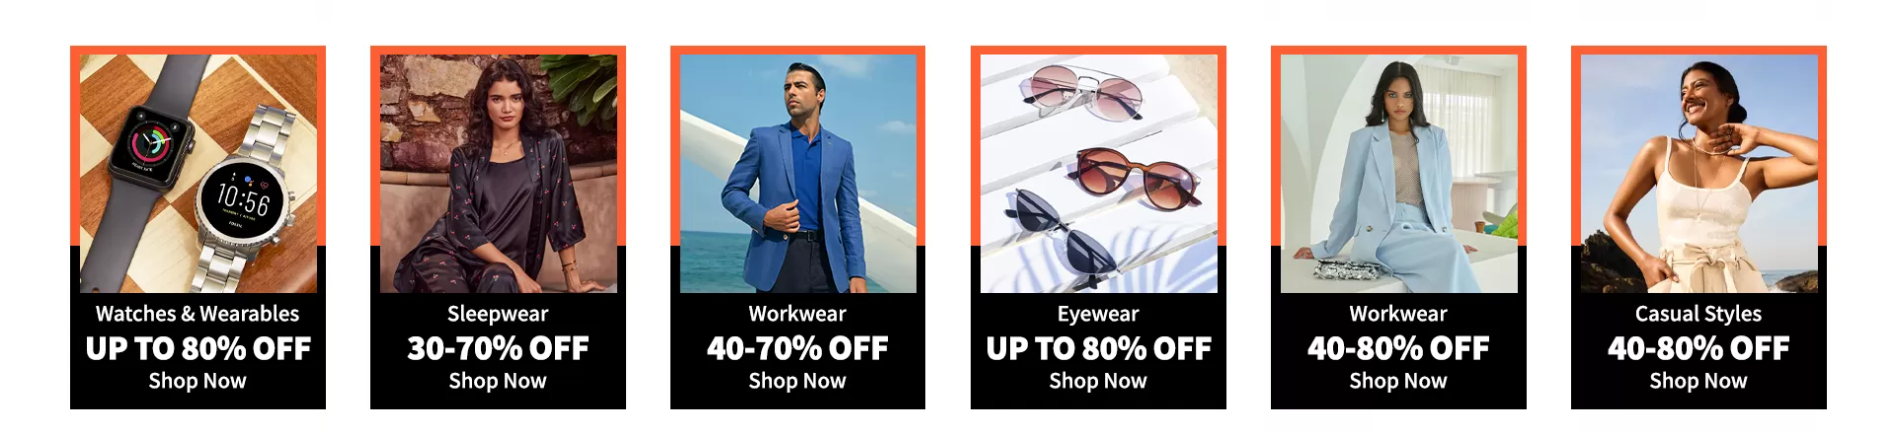 10:56
FOSSIL
Watches & Wearables
UP TO 80% OFF
Shop Now
Sleepwear
30-70% OFF
Shop Now
Workwear
40-70% OFF
Shop Now
Eyewear
UP TO 80% OFF
Shop Now
Workwear
40-80% OFF
Shop Now
Casual Styles
40-80% OFF
Shop Now